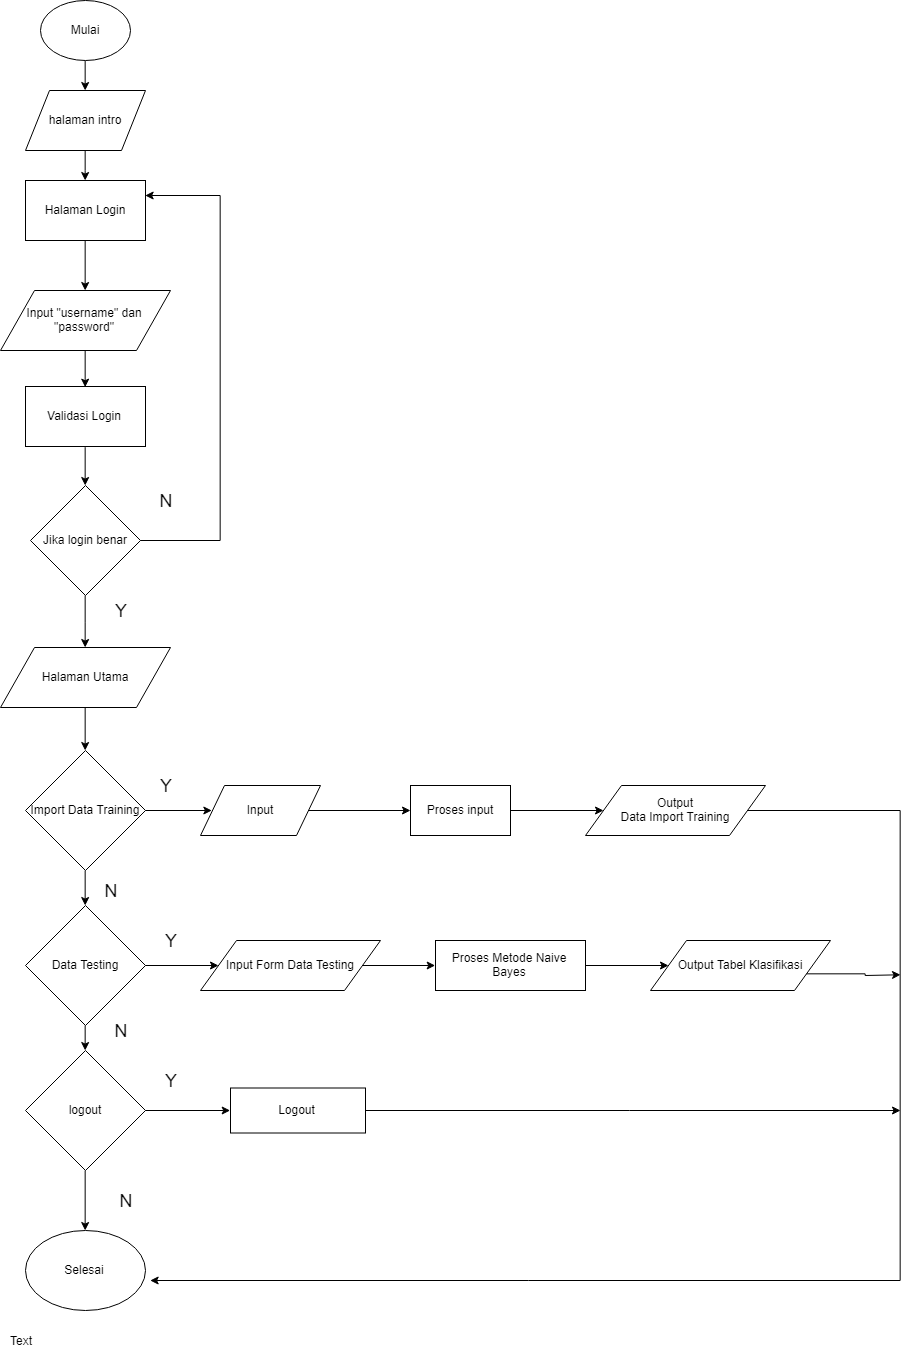 Mulai
halaman intro
Halaman Login
Input "username" dan
"password"
Validasi Login
N
Jika login benar
Y
Halaman Utama
Y
Import Data Training
Input
Proses input
Output
Data Import Training
N
Y
Data Testing
Input Form Data Testing
Proses Metode Naive
Bayes
Output Tabel Klasifikasi
N
Y
logout
Logout
N
Selesai
Text